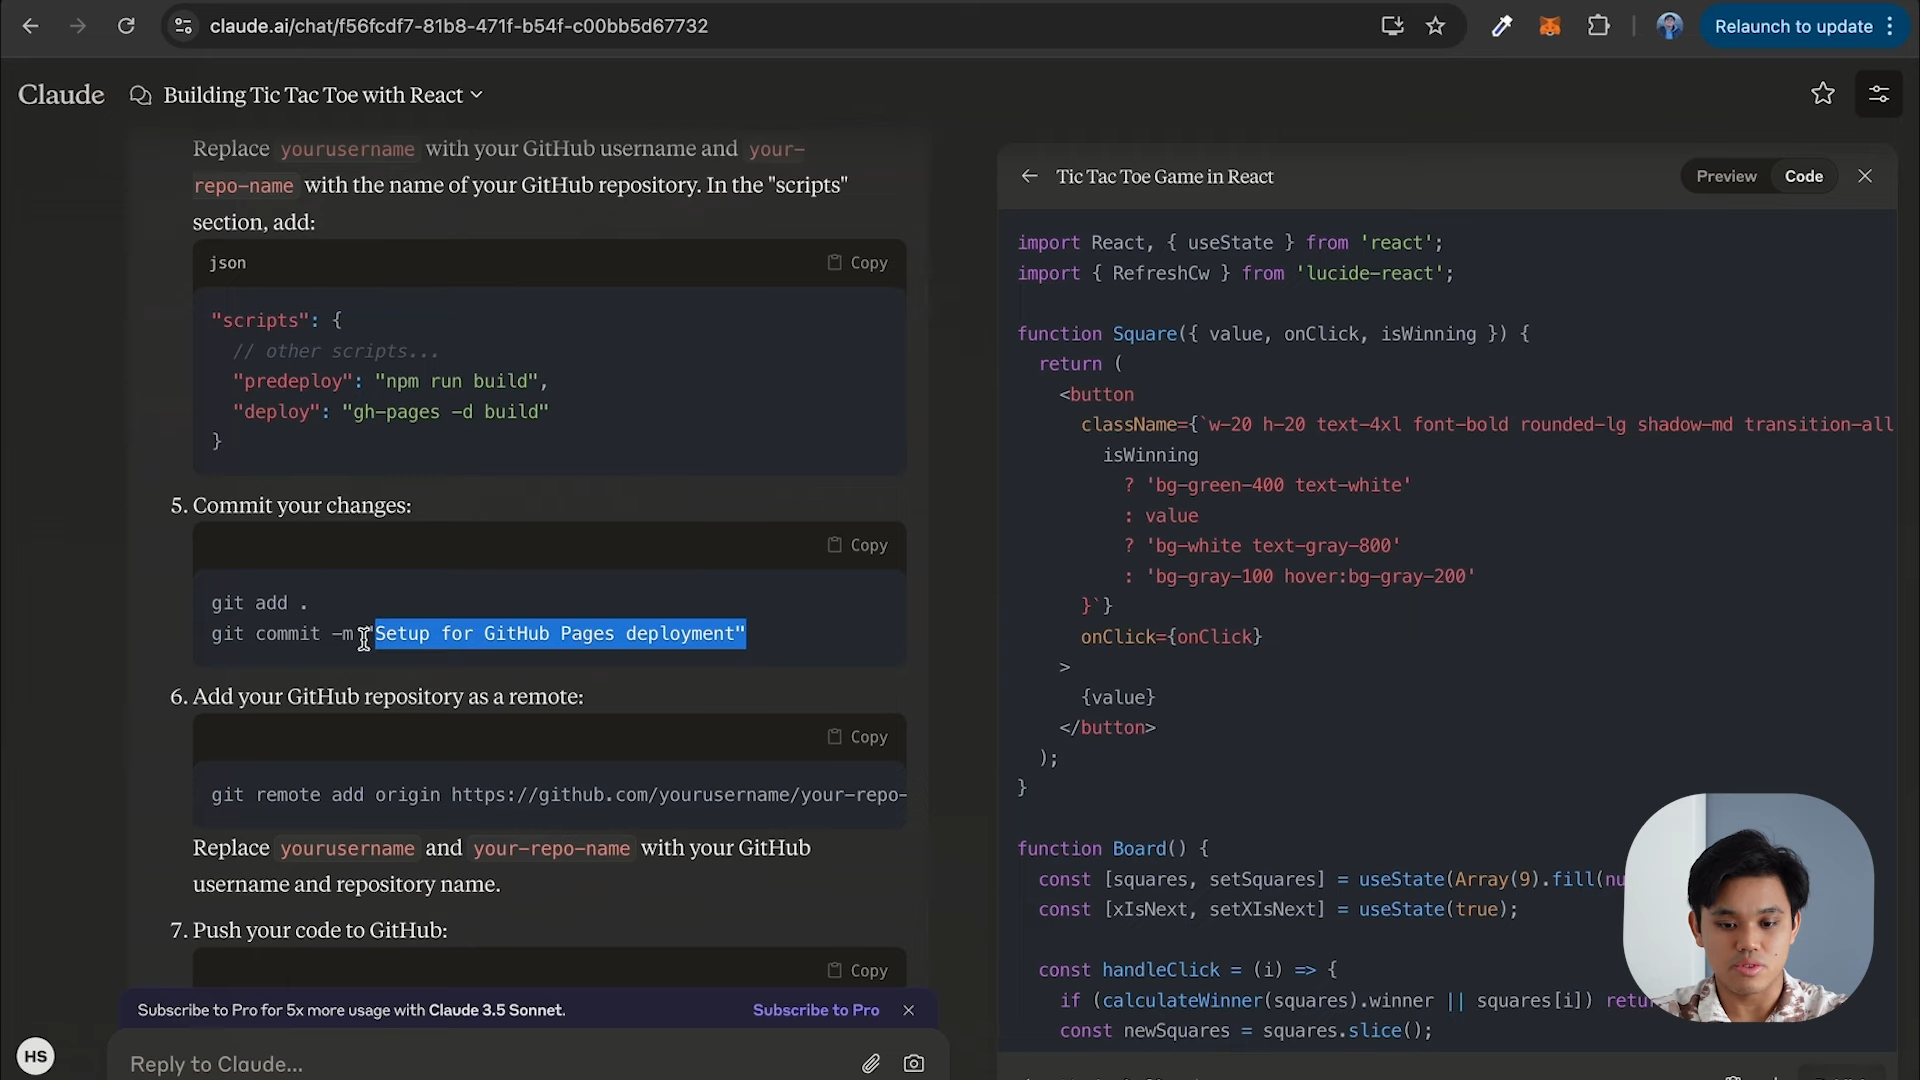 claude.ai/chat/f56fcdf7-81b8-471f-b54f-c00bb5d67732
Relaunch to update
Claude
Building Tic Tac Toe with React
Replace yourusername with your GitHub username and your-
repo-name with the name of your GitHub repository. In the "scripts"
section, add:
json
Copy
"scripts": {
// other scripts...
"predeploy": "npm run build",
"deploy": "gh-pages -d build"
}
5. Commit your changes:
Copy
git add .
git commit -m "Setup for GitHub Pages deployment"
6. Add your GitHub repository as a remote:
Copy
git remote add origin https://github.com/yourusername/your-repo-
Replace yourusername and your-repo-name with your GitHub
username and repository name.
7. Push your code to GitHub:
Copy
Subscribe to Pro for 5x more usage with Claude 3.5 Sonnet.
Subscribe to Pro
HS
Reply to Claude...
Tic Tac Toe Game in React
Preview
Code
import React, { useState } from 'react';
import { RefreshCw } from 'lucide-react';
function Square({ value, onClick, isWinning }) {
return (
<button
className={`w-20 h-20 text-4xl font-bold rounded-lg shadow-md transition-all
isWinning
? 'bg-green-400 text-white'
: value
? 'bg-white text-gray-800'
: 'bg-gray-100 hover:bg-gray-200'
}`}
onClick={onClick}
>
{value}
</button>
);
}
function Board() {
const [squares, setSquares] = useState(Array(9).fill(nu
const [xIsNext, setXIsNext] = useState(true);
const handleClick = (i) => {
if (calculateWinner(squares).winner || squares[i]) retu
const newSquares = squares.slice();